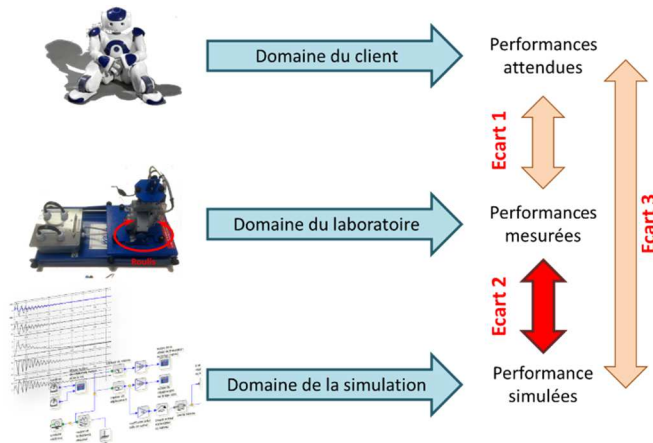 Domaine du client
Performances
attendues
Ecart 1
Ecart 3
Domaine du laboratoire
Performances
mesurées
Ecart 2
Domaine de la simulation
Performance
simulées